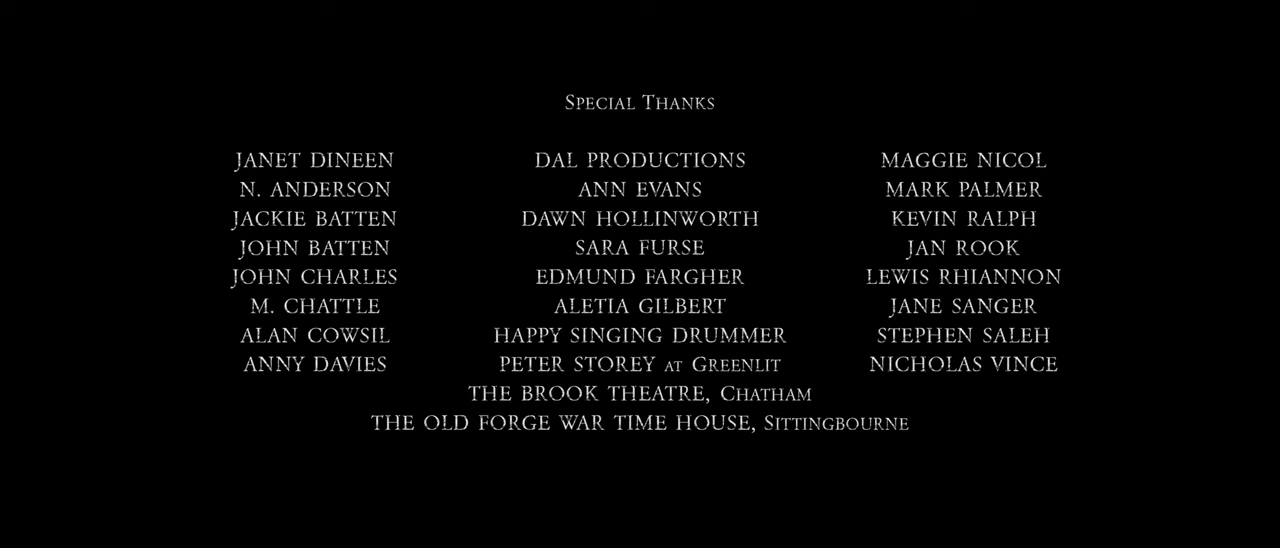 Special Thanks
JANET DINEEN DAL PRODUCTIONS MAGGIE NICOL
N. ANDERSON ANN EVANS MARK PALMER
JACKIE BATTEN DAWN HOLLINWORTH KEVIN RALPH
JOHN BATTEN SARA FURSE JAN ROOK
JOHN CHARLES EDMUND FARGHER LEWIS RHIANNON
M. CHATTLE ALETIA GILBERT JANE SANGER
ALAN COWSIL HAPPY SINGING DRUMMER STEPHEN SALEH
ANNY DAVIES PETER STOREY AT GREENLIT NICHOLAS VINCE
THE BROOK THEATRE, CHATHAM
THE OLD FORGE WAR TIME HOUSE, SITTINGBOURNE